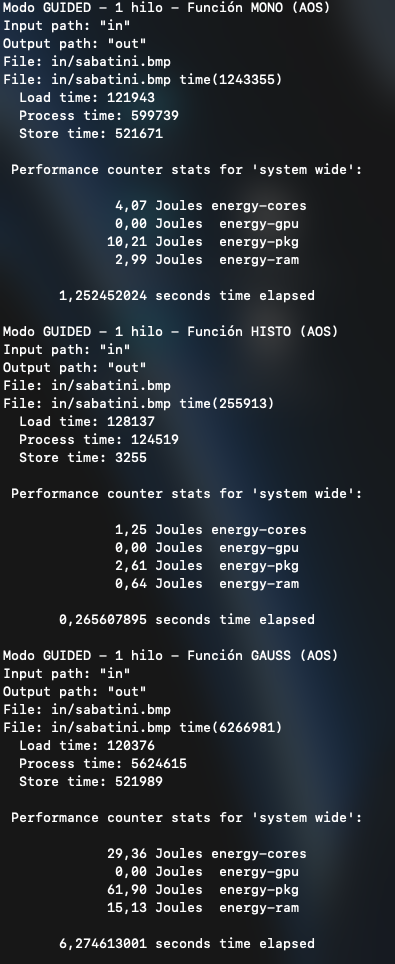 Modo GUIDED – 1 hilo – Función MONO (AOS)
Input path: "in"
Output path: "out"
File: in/sabatini.bmp
File: in/sabatini.bmp time(1243355)
Load time: 121943
Process time: 599739
Store time: 521671
Performance counter stats for 'system wide':
4,07 Joules energy-cores
0,00 Joules energy-gpu
10,21 Joules energy-pkg
2,99 Joules energy-ram
1,252452024 seconds time elapsed
Modo GUIDED – 1 hilo – Función HISTO (AOS)
Input path: "in"
Output path: "out"
File: in/sabatini.bmp
File: in/sabatini.bmp time(255913)
Load time: 128137
Process time: 124519
Store time: 3255
Performance counter stats for 'system wide':
1,25 Joules energy-cores
0,00 Joules energy-gpu
2,61 Joules energy-pkg
0,64 Joules energy-ram
0,265607895 seconds time elapsed
Modo GUIDED – 1 hilo – Función GAUSS (AOS)
Input path: "in"
Output path: "out"
File: in/sabatini.bmp
File: in/sabatini.bmp time(6266981)
Load time: 120376
Process time: 5624615
Store time: 521989
Performance counter stats for 'system wide':
29,36 Joules energy-cores
0,00 Joules energy-gpu
61,90 Joules energy-pkg
15,13 Joules energy-ram
6,274613001 seconds time elapsed